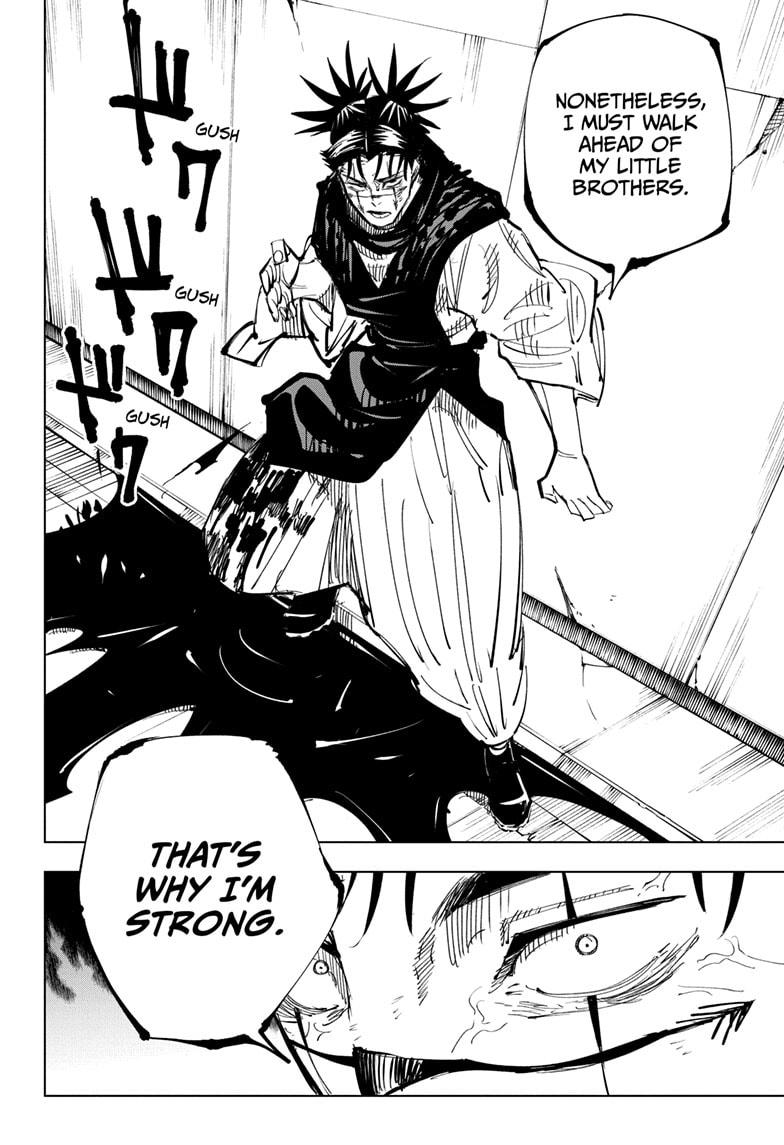 NONETHELESS,
I MUST WALK
AHEAD OF
MY LITTLE
BROTHERS.
ドク
GUSH
ドク
GUSH
ドク
GUSH
THAT'S
WHY I'M
STRONG.